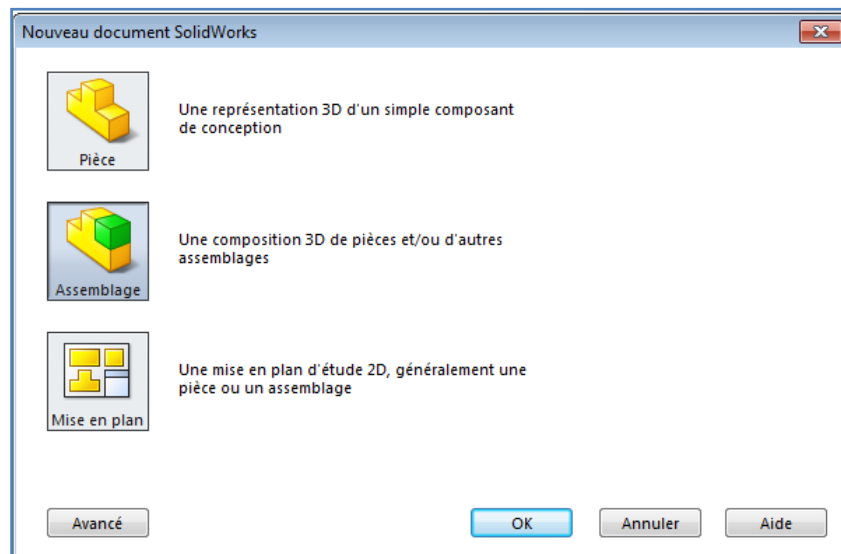 Nouveau document SolidWorks
Une représentation 3D d'un simple composant
de conception
Pièce
Une composition 3D de pièces et/ou d'autres
assemblages
Assemblage
Une mise en plan d'étude 2D, généralement une
pièce ou un assemblage
Mise en plan
Avancé OK Annuler Aide